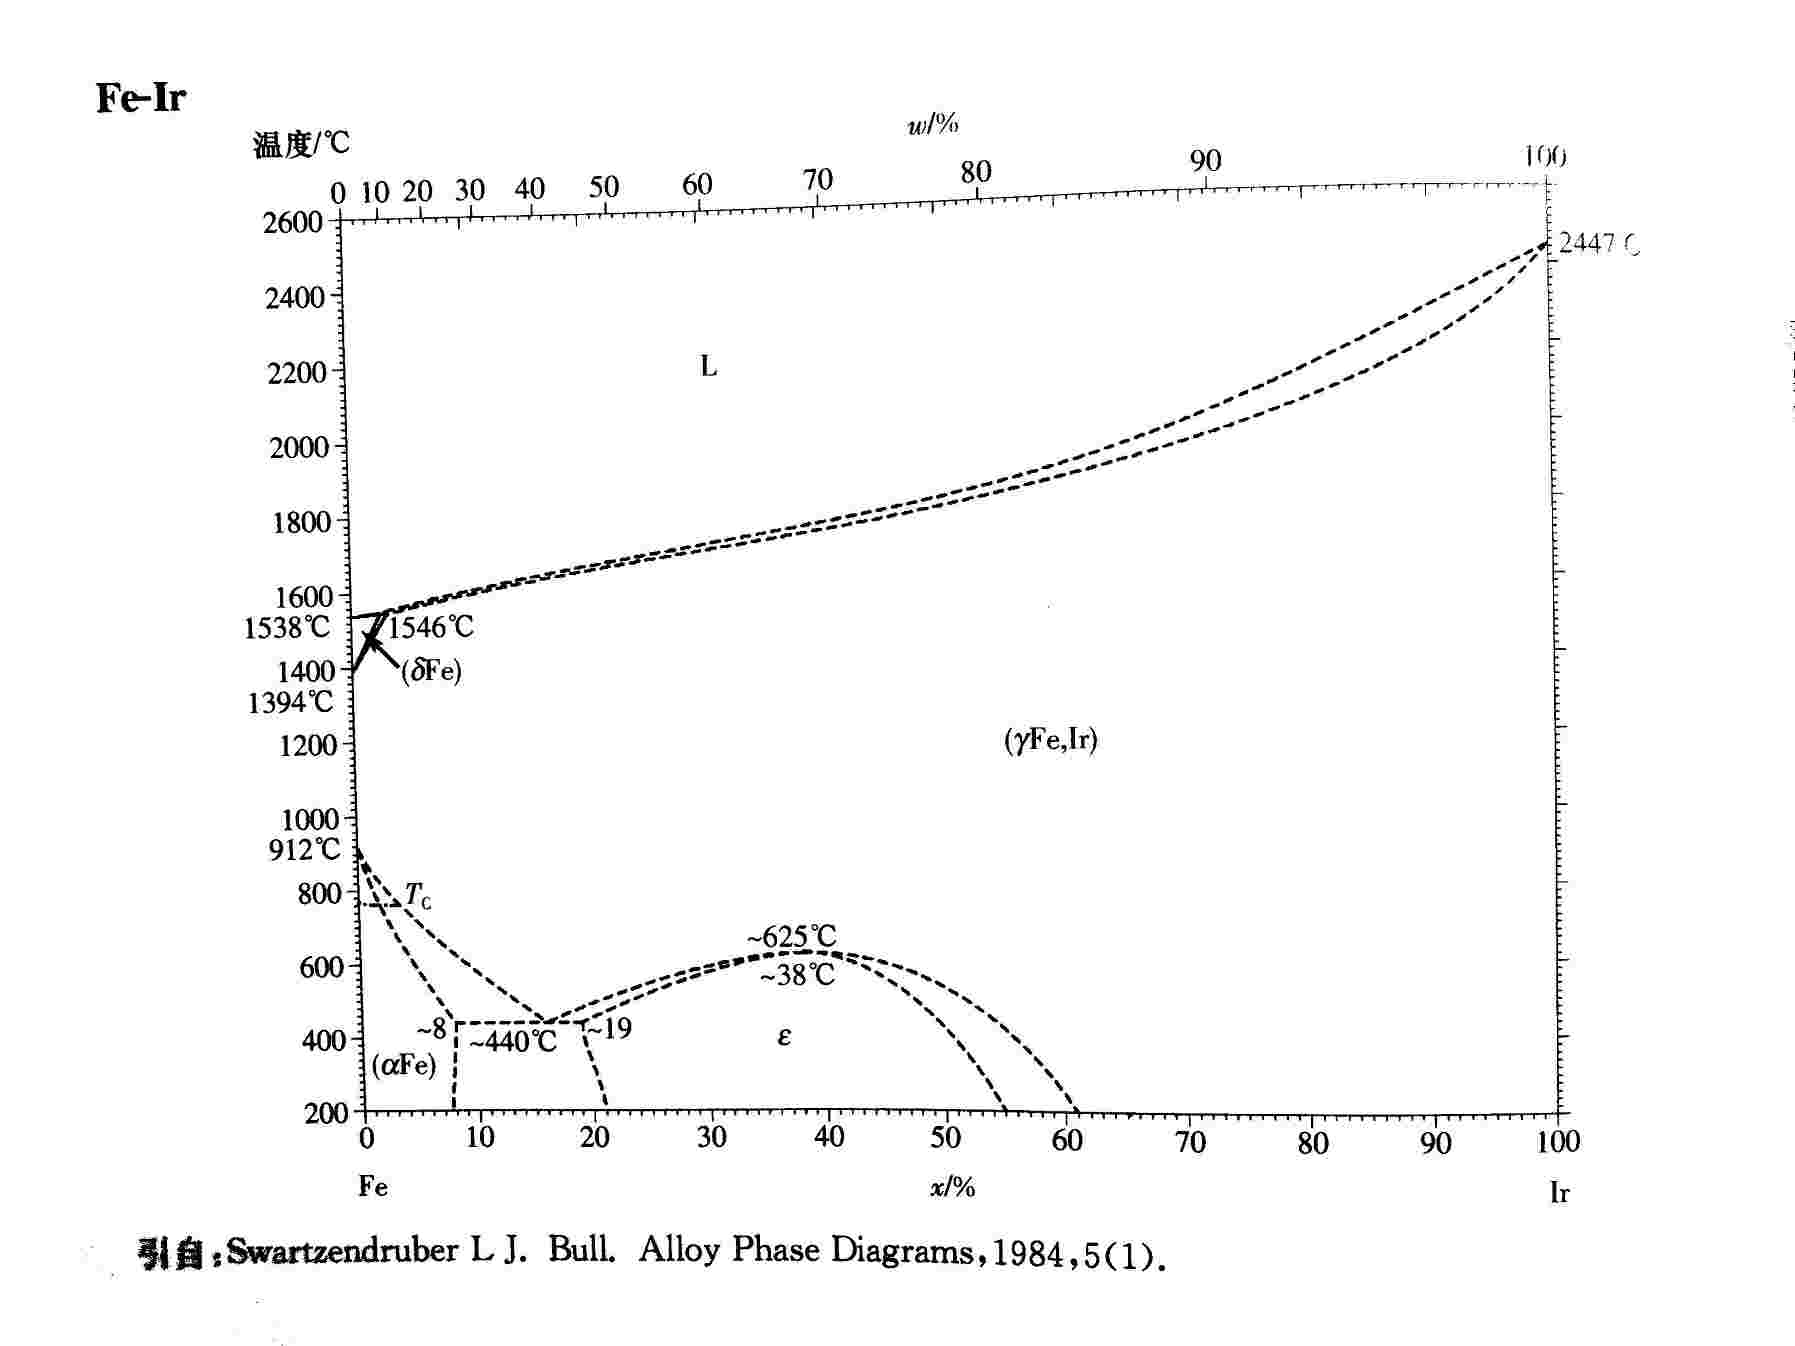 Fe-Ir
w/%
温度/℃
0 10 20 30 40 50 60 70 80 90 100
2600
2447 C
2400
2200
L
2000
1800
1600
1538℃
1546℃
1400
(δFe)
1394℃
1200
(γFe,Ir)
1000
912℃
800
Tc
~625℃
600
~38℃
~8
~19
400
~440℃
ε
(αFe)
200
0 10 20 30 40 50 60 70 80 90 100
Fe
x/%
Ir
引自:Swartzendruber L J. Bull. Alloy Phase Diagrams,1984,5(1).